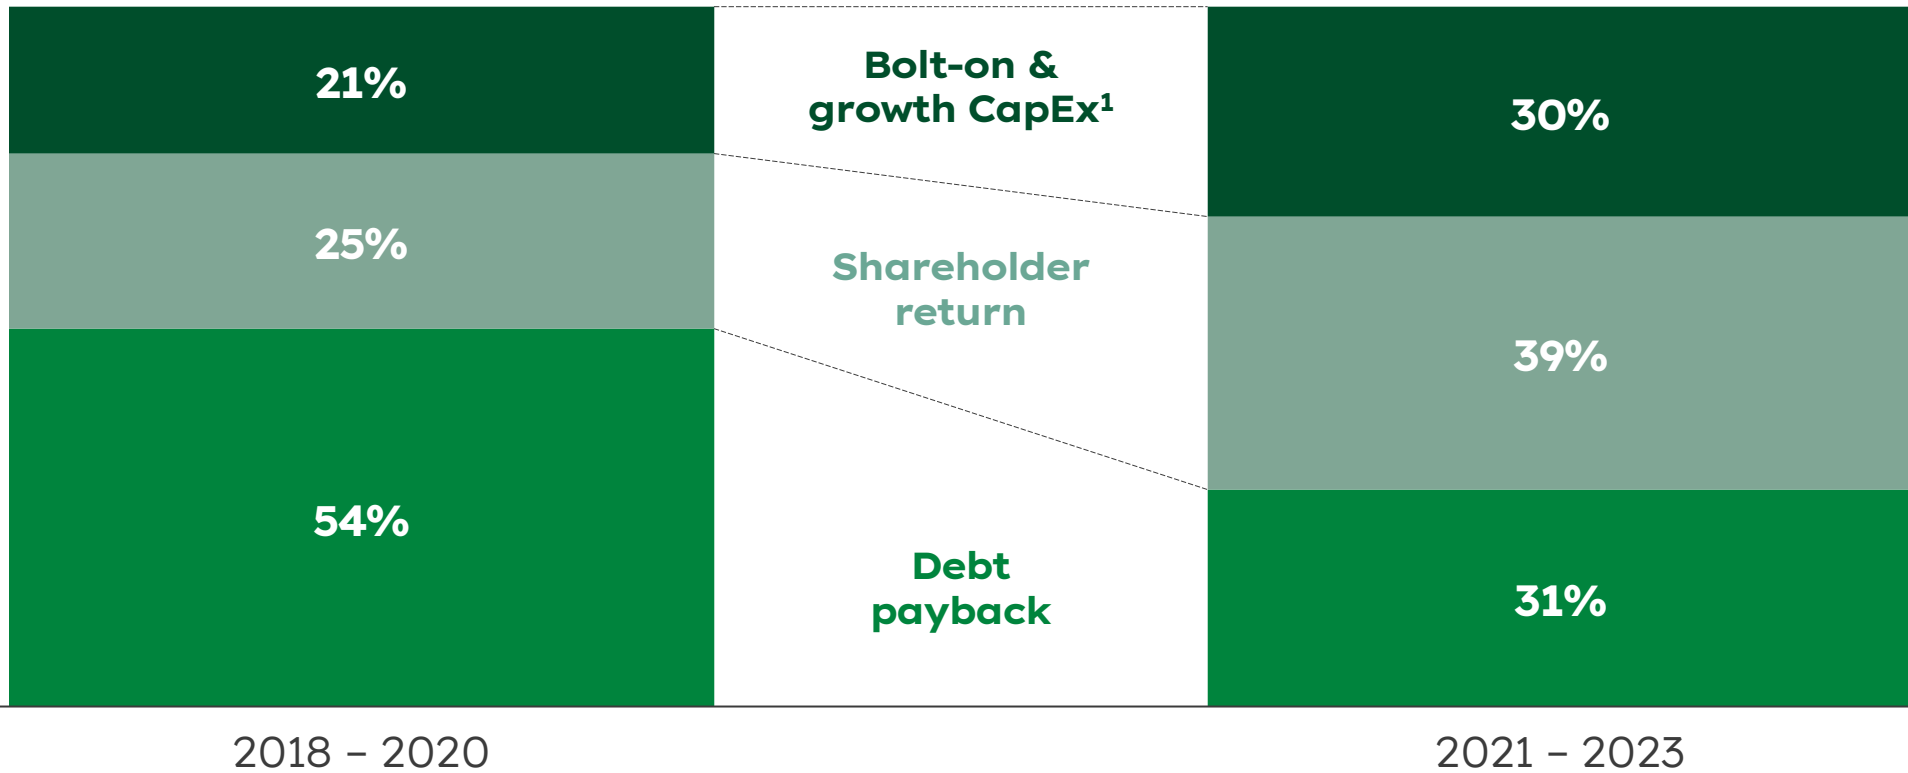 21%
Bolt-on &
growth CapEx¹
30%
25%
Shareholder
return
39%
54%
Debt
payback
31%
2018 – 2020
2021 – 2023